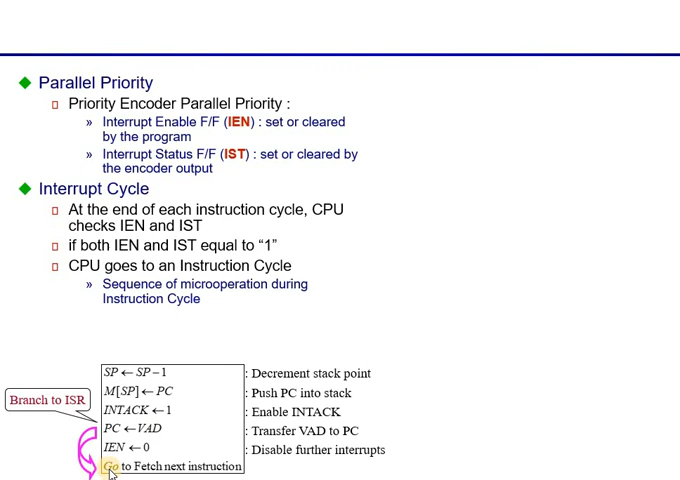 Parallel Priority
Priority Encoder Parallel Priority :
» Interrupt Enable F/F (IEN) : set or cleared
by the program
» Interrupt Status F/F (IST) : set or cleared by
the encoder output
Interrupt Cycle
At the end of each instruction cycle, CPU
checks IEN and IST
if both IEN and IST equal to “1”
CPU goes to an Instruction Cycle
» Sequence of microoperation during
Instruction Cycle
SP ← SP − 1 : Decrement stack point
M[SP] ← PC : Push PC into stack
Branch to ISR
INTACK ← 1 : Enable INTACK
PC ← VAD : Transfer VAD to PC
IEN ← 0 : Disable further interrupts
Go to Fetch next instruction